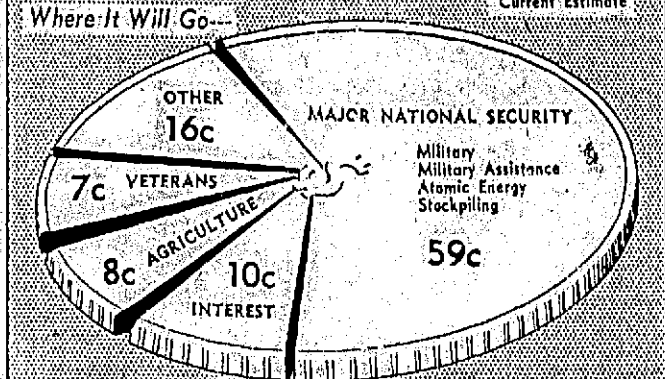 Where It Will Go---
Current Estimate
OTHER
16c
MAJOR NATIONAL SECURITY
Military
Military Assistance
Atomic Energy
Stockpiling
59c
7c VETERANS
8c AGRICULTURE
10c
INTEREST